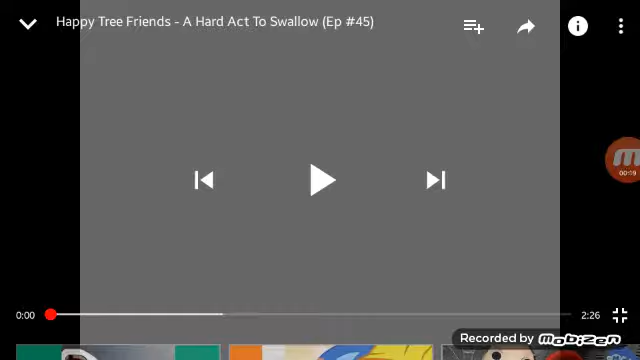 Happy Tree Friends - A Hard Act To Swallow (Ep #45)
00:09
0:00
2:26
Recorded by mobizen